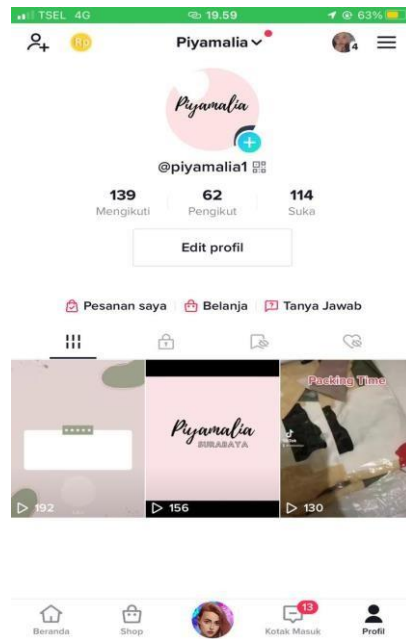 TSEL 4G 19.59 63%
Rp Piyamalia 4
Piyamalia
@piyamalia1
139 62 114
Mengikuti Pengikut Suka
Edit profil
Pesanan saya Belanja Tanya Jawab
Piyamalia
SURABAYA
Packing Time
TikTok
192 156 130
13
Beranda Shop Kotak Masuk Profil